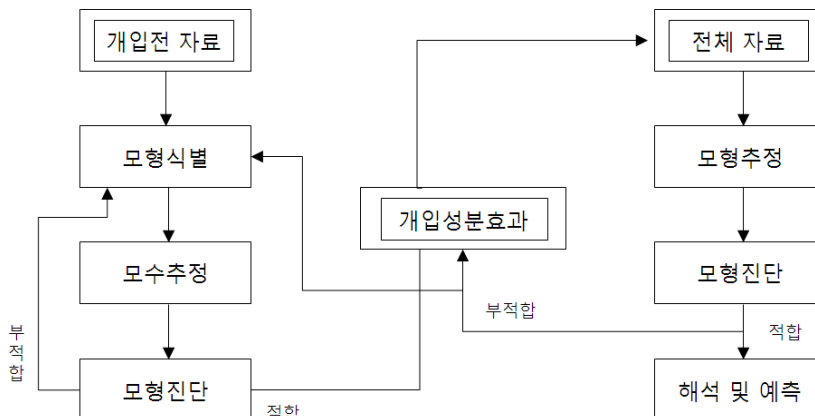 개입전 자료
전체 자료
모형식별
모형추정
개입성분효과
모수추정
모형진단
부적합
부적합
적합
모형진단
적합
해석 및 예측